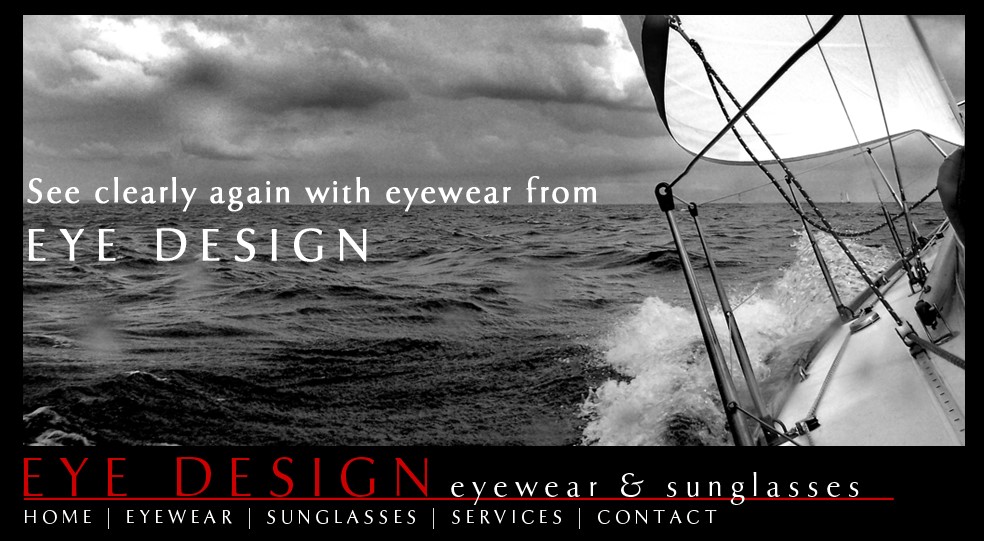 See clearly again with eyewear from
EYE DESIGN
EYE DESIGN eyewear & sunglasses
HOME | EYEWEAR | SUNGLASSES | SERVICES | CONTACT